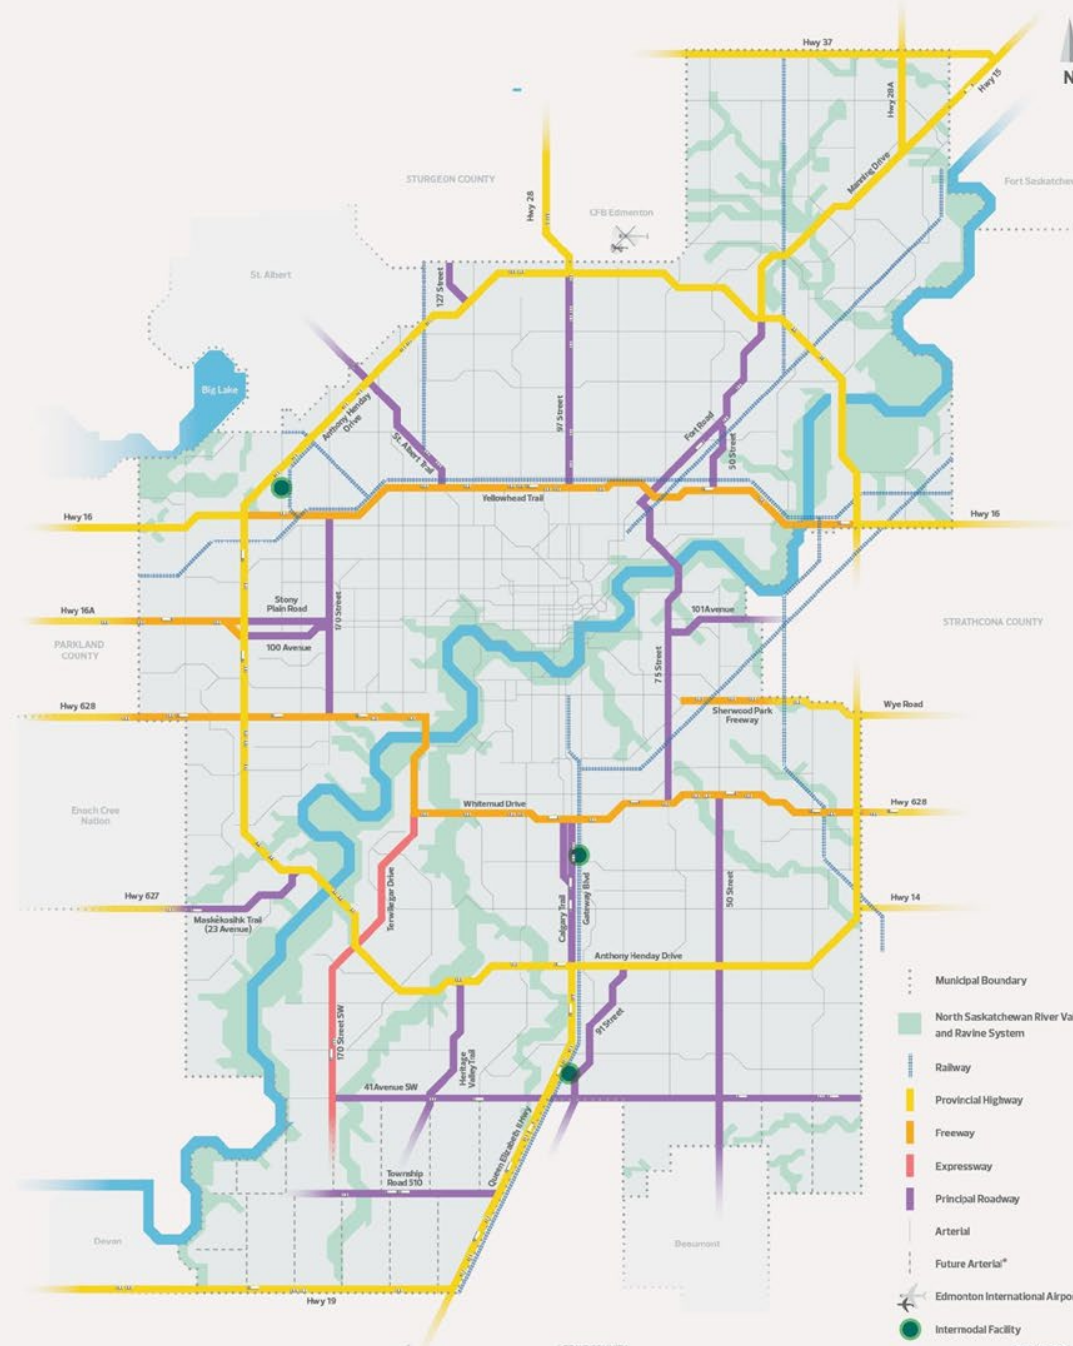 Hwy 37
N
Hwy 28A
Hwy 15
Manning Drive
STURGEON COUNTY
Fort Saskatchew
Hwy 28
CFB Edmonton
St. Albert
127 Street
Big Lake
Anthony Henday
Drive
97 Street
St. Albert Trail
Fort Road
50 Street
Yellowhead Trail
Hwy 16
Hwy 16
Stony
Plain Road
170 Street
Hwy 16A
101 Avenue
PARKLAND
COUNTY
100 Avenue
STRATHCONA COUNTY
75 Street
Hwy 628
Sherwood Park
Freeway
Wye Road
Enoch Cree
Nation
Whitemud Drive
Hwy 628
Hwy 627
Maskêkosihk Trail
(23 Avenue)
Terwillegar Drive
Calgary Trail
Gateway Blvd
50 Street
Hwy 14
Anthony Henday Drive
170 Street SW
Heritage
Valley Trail
91 Street
41 Avenue SW
Queen Elizabeth II Hwy
Township
Road 510
Devon
Beaumont
Hwy 19
Municipal Boundary
North Saskatchewan River Val
and Ravine System
Railway
Provincial Highway
Freeway
Expressway
Principal Roadway
Arterial
Future Arterial*
Edmonton International Airpor
Intermodal Facility